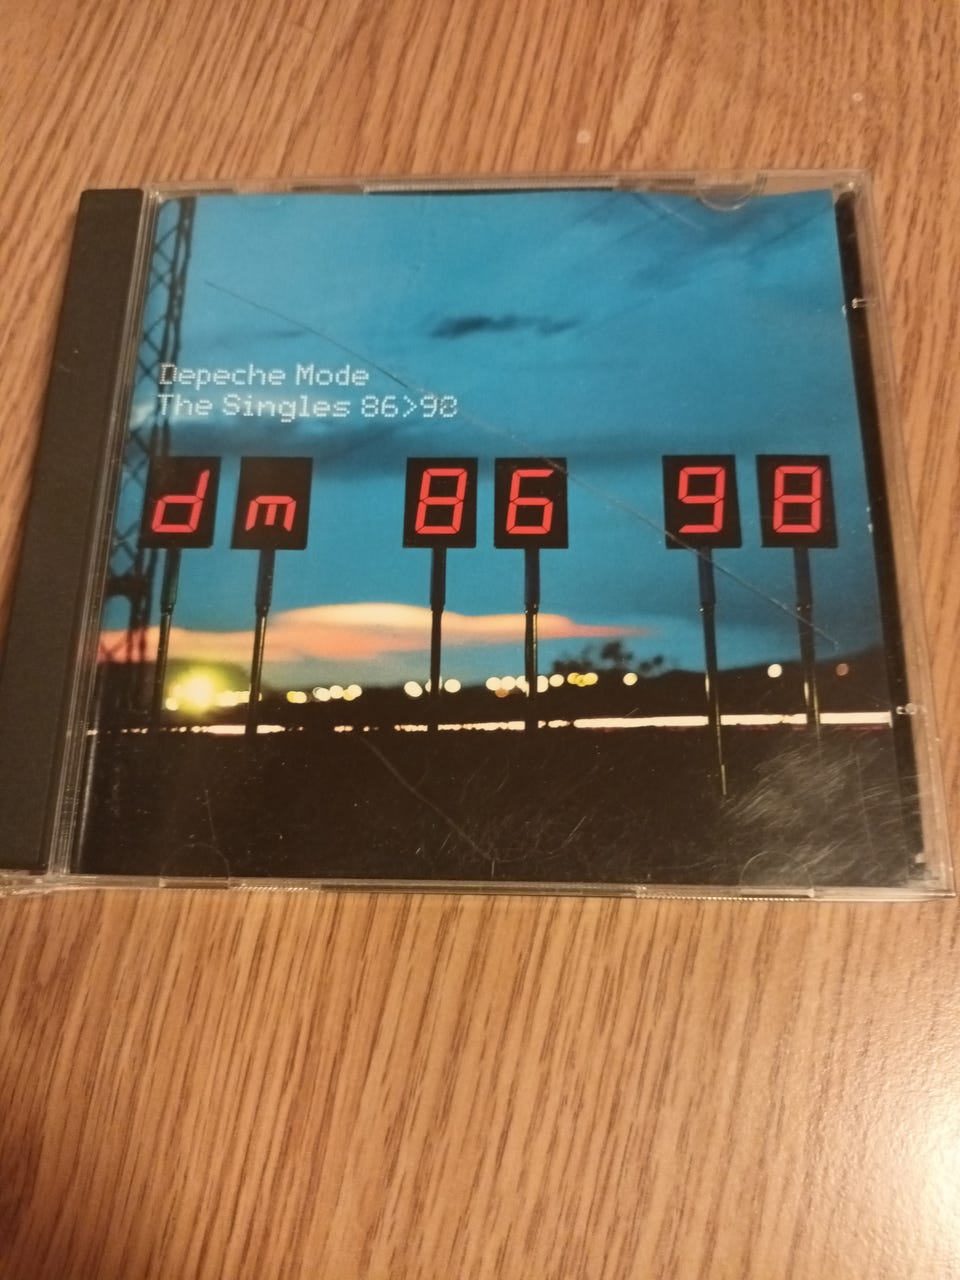 Depeche Mode
The Singles 86>98
dm 86 98